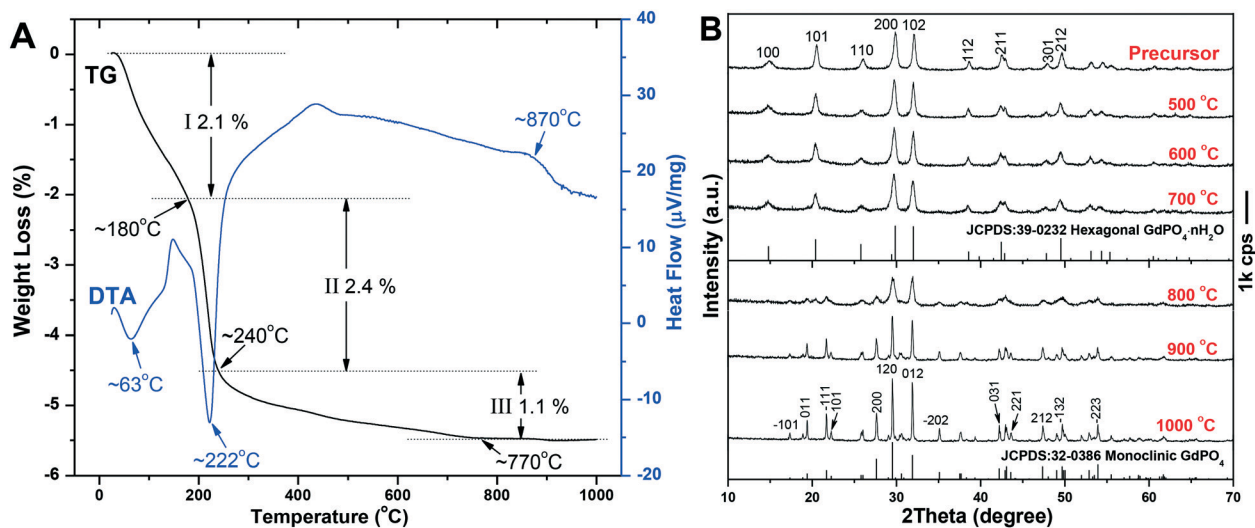 A
TG
DTA
I 2.1 %
II 2.4 %
III 1.1 %
~180°C
~240°C
~770°C
~63°C
~222°C
~870°C
0
-1
-2
-3
-4
-5
-6
Weight Loss (%)
0 200 400 600 800 1000
Temperature (°C)
40
30
20
10
0
-5
-10
-15
-20
Heat Flow (μV/mg)
B
100 101 110 200 102 112 211 301 212
Precursor
500 °C
600 °C
700 °C
JCPDS:39-0232 Hexagonal GdPO₄·nH₂O
800 °C
900 °C
-101 011 -111 101 200 120 012 -202 031 221 212 -132 -223
1000 °C
JCPDS:32-0386 Monoclinic GdPO₄
Intensity (a.u.)
1k cps
10 20 30 40 50 60 70
2Theta (degree)